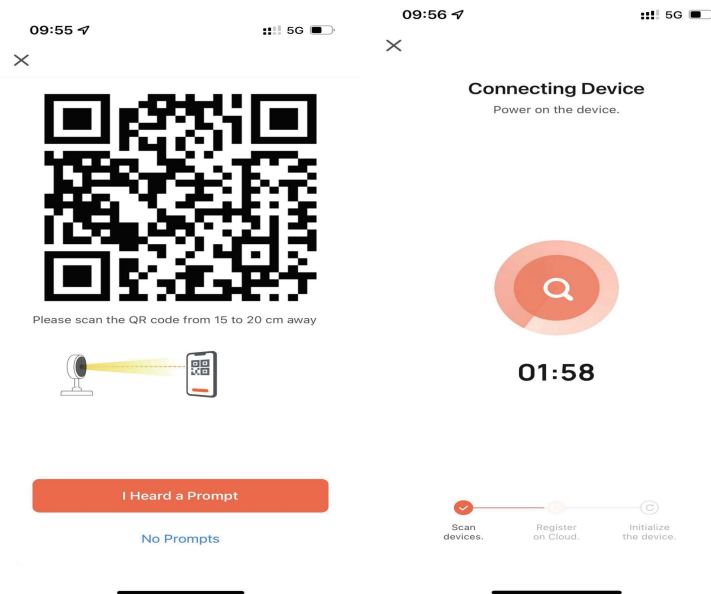 09:55
5G
Please scan the QR code from 15 to 20 cm away
I Heard a Prompt
No Prompts
09:56
5G
Connecting Device
Power on the device.
01:58
Scan
devices.
Register
on Cloud.
Initialize
the device.